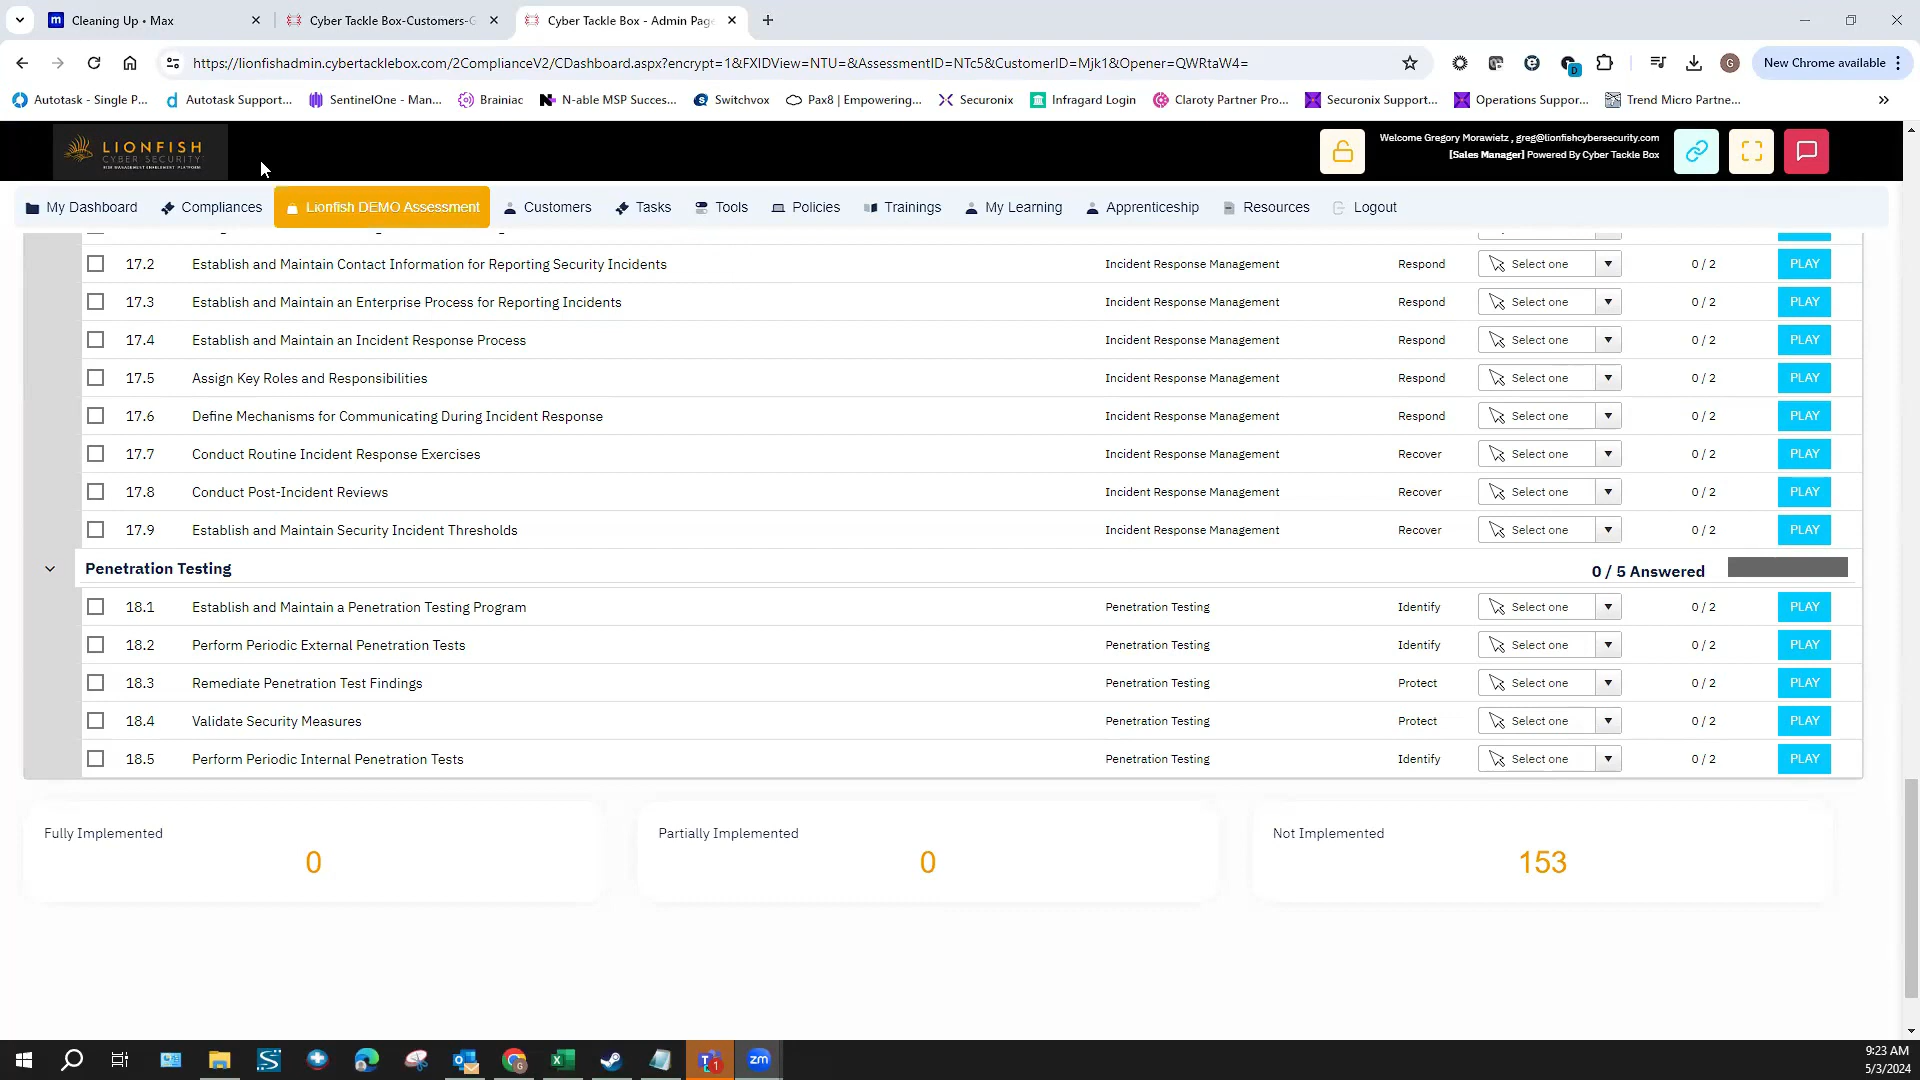 Cleaning Up • Max
Cyber Tackle Box-Customers-G
Cyber Tackle Box - Admin Page
https://lionfishadmin.cybertacklebox.com/2ComplianceV2/CDashboard.aspx?encrypt=1&FXIDView=NTU=&AssessmentID=NTc5&CustomerID=Mjk1&Opener=QWRtaW4=
New Chrome available
Autotask - Single P...
Autotask Support...
SentinelOne - Man...
Brainiac
N-able MSP Succes...
Switchvox
Pax8 | Empowering...
Securonix
Infragard Login
Claroty Partner Pro...
Securonix Support...
Operations Suppor...
Trend Micro Partne...
LIONFISH
CYBER SECURITY
RISK MANAGEMENT ENABLEMENT PLATFORM
Welcome Gregory Morawietz , greg@lionfishcybersecurity.com
[Sales Manager] Powered By Cyber Tackle Box
My Dashboard
Compliances
Lionfish DEMO Assessment
Customers
Tasks
Tools
Policies
Trainings
My Learning
Apprenticeship
Resources
Logout
17.2 Establish and Maintain Contact Information for Reporting Security Incidents Incident Response Management Respond Select one 0 / 2 PLAY
17.3 Establish and Maintain an Enterprise Process for Reporting Incidents Incident Response Management Respond Select one 0 / 2 PLAY
17.4 Establish and Maintain an Incident Response Process Incident Response Management Respond Select one 0 / 2 PLAY
17.5 Assign Key Roles and Responsibilities Incident Response Management Respond Select one 0 / 2 PLAY
17.6 Define Mechanisms for Communicating During Incident Response Incident Response Management Respond Select one 0 / 2 PLAY
17.7 Conduct Routine Incident Response Exercises Incident Response Management Recover Select one 0 / 2 PLAY
17.8 Conduct Post-Incident Reviews Incident Response Management Recover Select one 0 / 2 PLAY
17.9 Establish and Maintain Security Incident Thresholds Incident Response Management Recover Select one 0 / 2 PLAY
Penetration Testing 0 / 5 Answered
18.1 Establish and Maintain a Penetration Testing Program Penetration Testing Identify Select one 0 / 2 PLAY
18.2 Perform Periodic External Penetration Tests Penetration Testing Identify Select one 0 / 2 PLAY
18.3 Remediate Penetration Test Findings Penetration Testing Protect Select one 0 / 2 PLAY
18.4 Validate Security Measures Penetration Testing Protect Select one 0 / 2 PLAY
18.5 Perform Periodic Internal Penetration Tests Penetration Testing Identify Select one 0 / 2 PLAY
Fully Implemented
0
Partially Implemented
0
Not Implemented
153
9:23 AM
5/3/2024